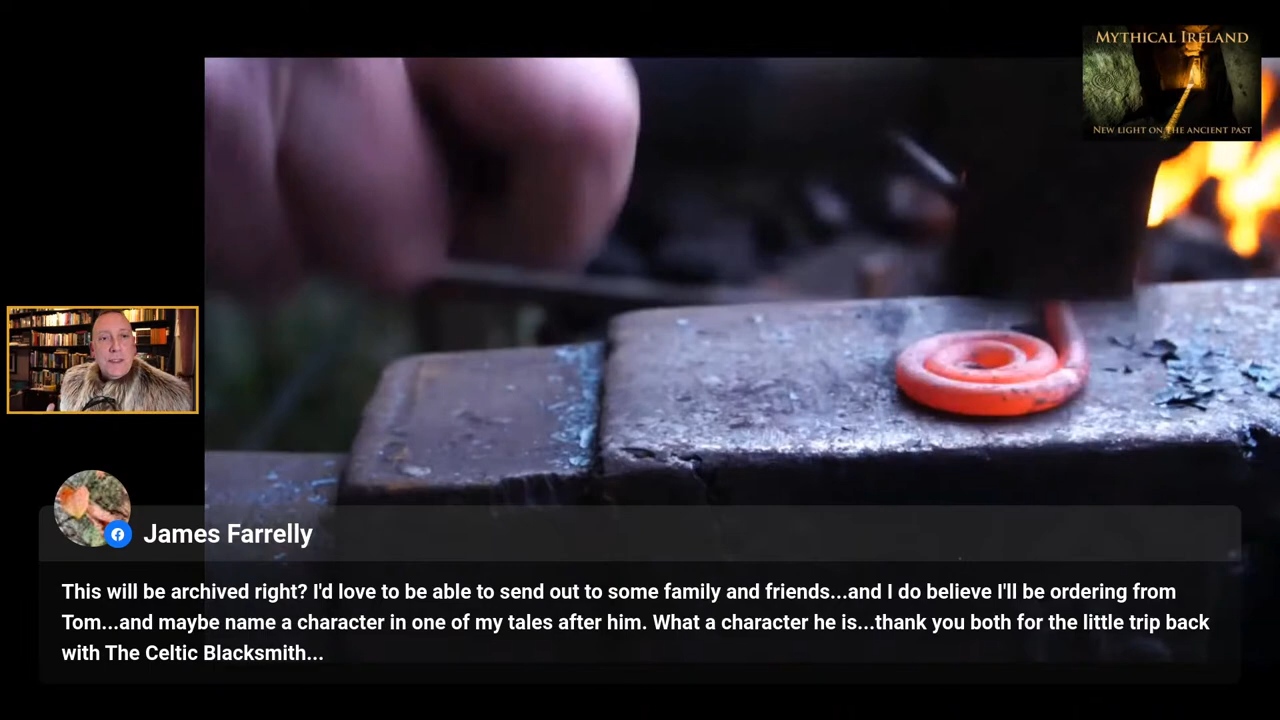 MYTHICAL IRELAND
NEW LIGHT ON THE ANCIENT PAST
James Farrelly
This will be archived right? I'd love to be able to send out to some family and friends...and I do believe I'll be ordering from
Tom...and maybe name a character in one of my tales after him. What a character he is...thank you both for the little trip back
with The Celtic Blacksmith...